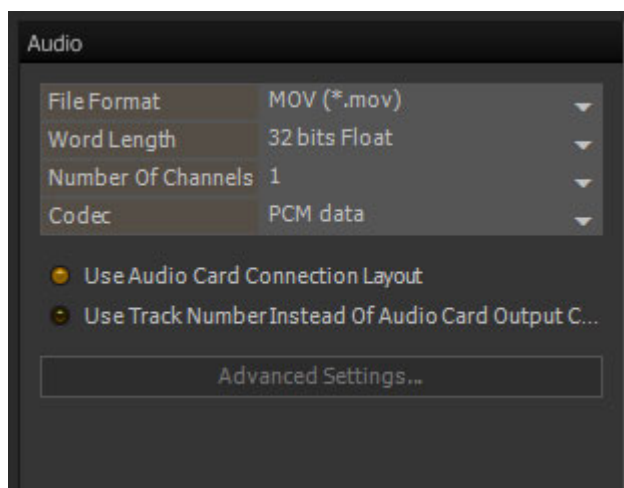 Audio
File Format MOV (*.mov)
Word Length 32 bits Float
Number Of Channels 1
Codec PCM data
Use Audio Card Connection Layout
Use Track Number Instead Of Audio Card Output C...
Advanced Settings...